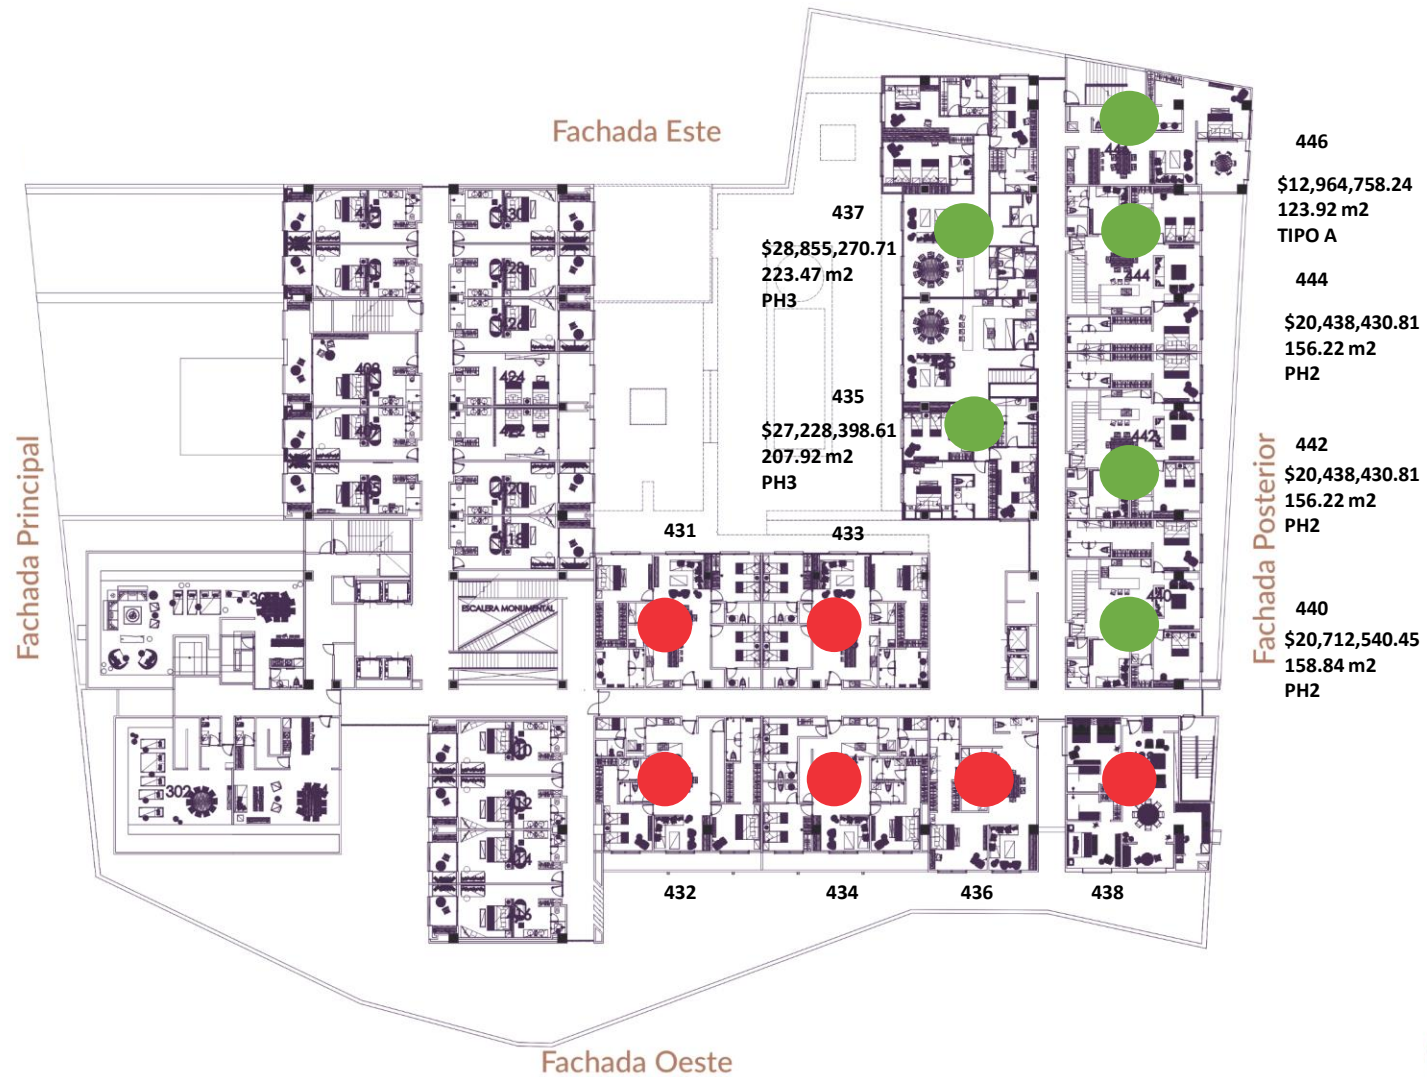 Fachada Este
446
$12,964,758.24
123.92 m2
TIPO A
437
$28,855,270.71
223.47 m2
PH3
444
444
$20,438,430.81
156.22 m2
PH2
435
$27,228,398.61
207.92 m2
PH3
442
442
$20,438,430.81
156.22 m2
PH2
Fachada Principal
Fachada Posterior
431
433
ESCALERA MONUMENTAL
440
440
$20,712,540.45
158.84 m2
PH2
302
432
434
436
438
Fachada Oeste